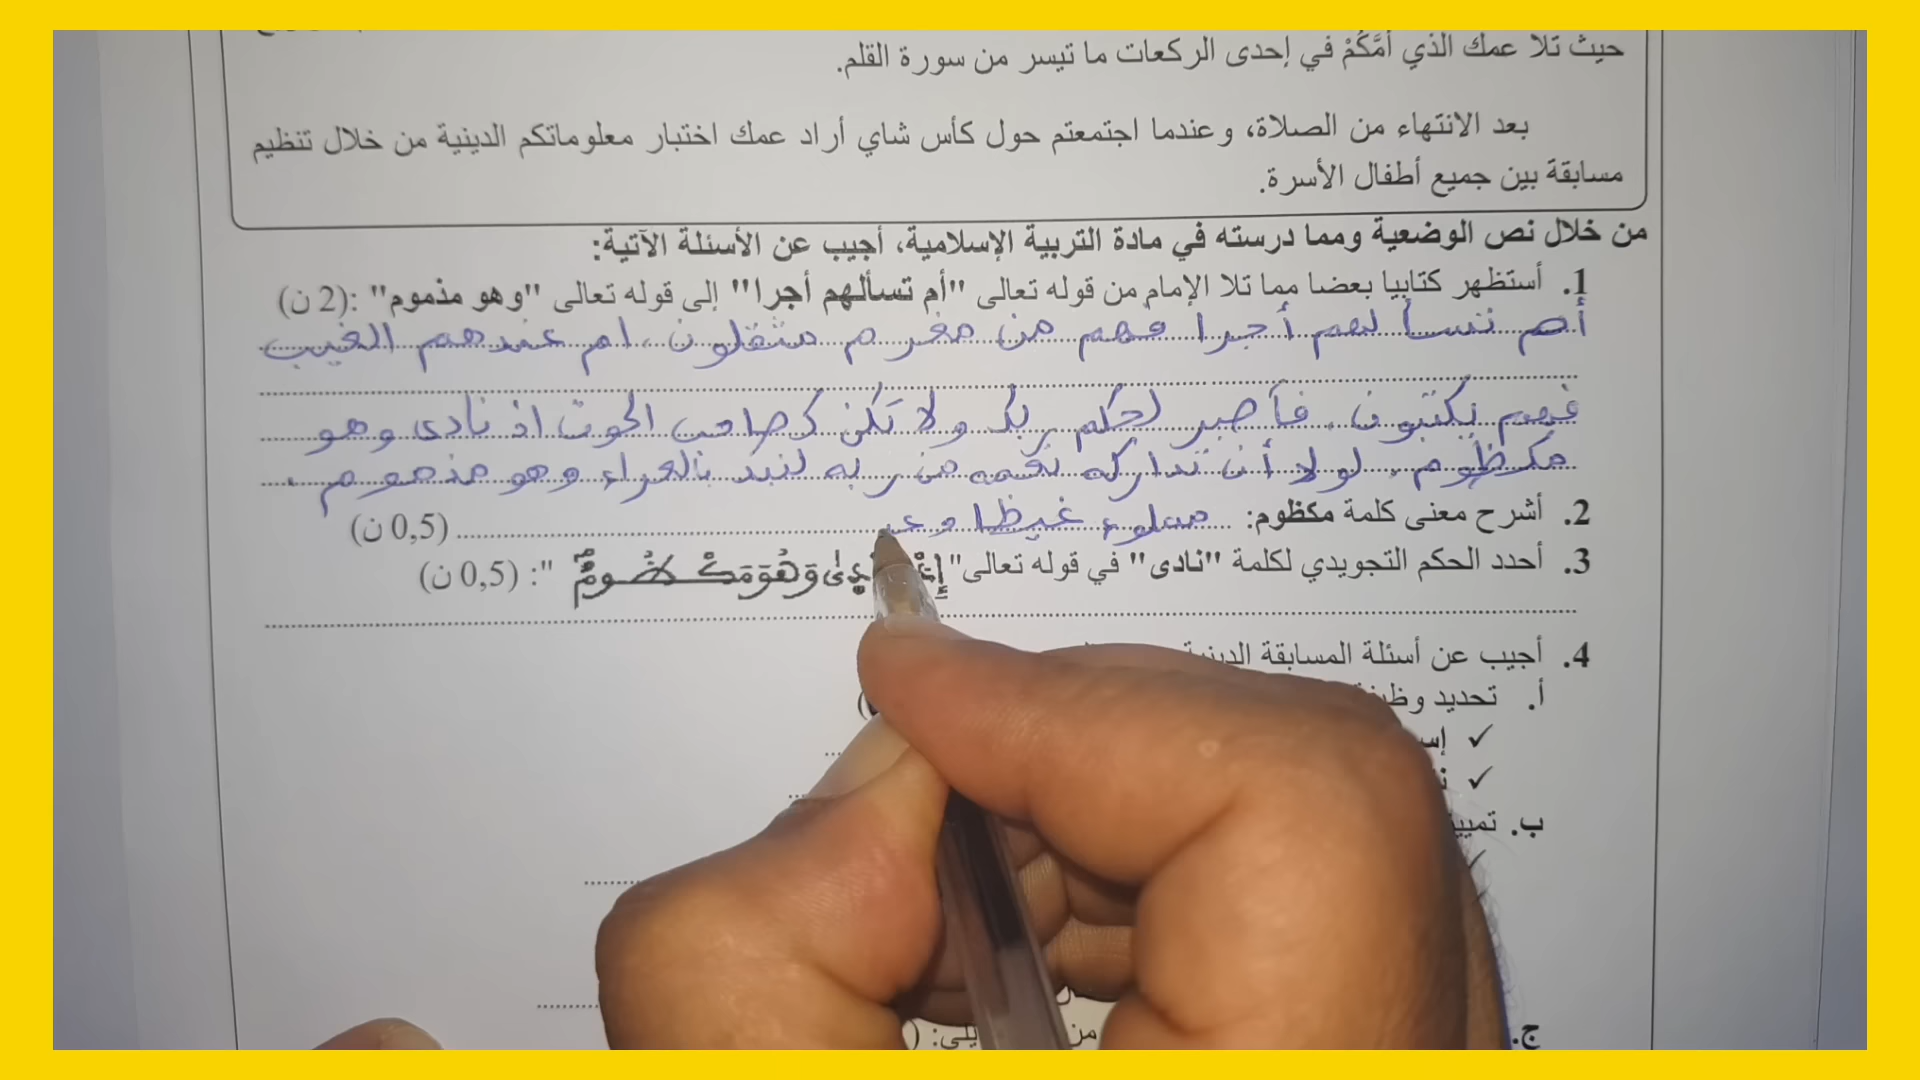 حيث تلا عمك الذي أَمَّكُمْ في إحدى الركعات ما تيسر من سورة القلم.
بعد الانتهاء من الصلاة، وعندما اجتمعتم حول كأس شاي أراد عمك اختبار معلوماتكم الدينية من خلال تنظيم
مسابقة بين جميع أطفال الأسرة.
من خلال نص الوضعية ومما درسته في مادة التربية الإسلامية، أجيب عن الأسئلة الآتية:
1. أستظهر كتابيا بعضا مما تلا الإمام من قوله تعالى "أم تسألهم أجرا" إلى قوله تعالى "وهو مذموم" :(2 ن)
أم تسألهم أجرا فهم من مغرم مثقلون. ام عندهم الغيب
فهم يكتبون. فاصبر لحكم ربك ولا تكن كصاحب الحوت اذ نادى وهو
مكظوم. لولا أن تداركه نعمة من ربه لنبذ بالعراء وهو مذموم.
2. أشرح معنى كلمة مكظوم: مملوء غيظا و (0,5 ن)
3. أحدد الحكم التجويدي لكلمة "نادى" في قوله تعالى" وَهُوَ مَكْظُومٌ ": (0,5 ن)
4. أجيب عن أسئلة المسابقة الدينية
أ. تحديد
✓
✓
ب.
ج. من يلي: (